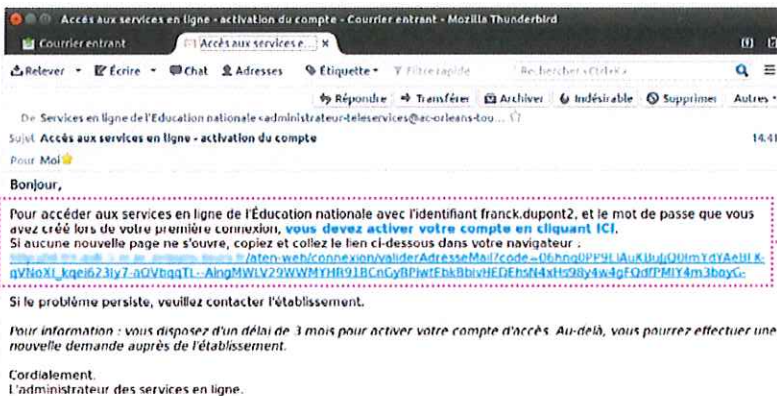 Accès aux services en ligne - activation du compte - Courrier entrant - Mozilla Thunderbird
Courrier entrant Accès aux services e... ×
Relever Écrire Chat Adresses Étiquette Filtre rapide Rechercher <Ctrl+K>
Répondre Transférer Archiver Indésirable Supprimer Autres
De Services en ligne de l'Education nationale <administrateur-teleservices@ac-orleans-tou...
Sujet Accès aux services en ligne - activation du compte 14:41
Pour Moi
Bonjour,
Pour accéder aux services en ligne de l'Éducation nationale avec l'identifiant franck.dupont2, et le mot de passe que vous
avez créé lors de votre première connexion, vous devez activer votre compte en cliquant ICI.
Si aucune nouvelle page ne s'ouvre, copiez et collez le lien ci-dessous dans votre navigateur :
/aten-web/connexion/validerAdresseMail?code=
Si le problème persiste, veuillez contacter l'établissement.
Pour information : vous disposez d'un délai de 3 mois pour activer votre compte d'accès. Au-delà, vous pourrez effectuer une
nouvelle demande auprès de l'établissement.
Cordialement.
L'administrateur des services en ligne.